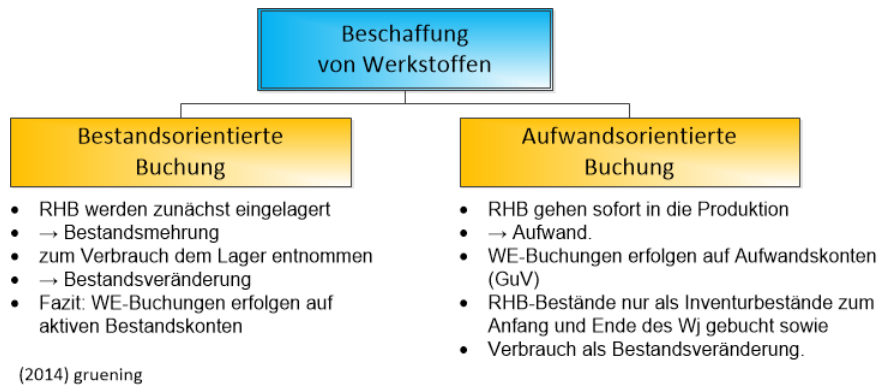 Beschaffung
von Werkstoffen
Bestandsorientierte
Buchung
• RHB werden zunächst eingelagert
• → Bestandsmehrung
• zum Verbrauch dem Lager entnommen
• → Bestandsveränderung
• Fazit: WE-Buchungen erfolgen auf
aktiven Bestandskonten
Aufwandsorientierte
Buchung
• RHB gehen sofort in die Produktion
• → Aufwand.
• WE-Buchungen erfolgen auf Aufwandskonten
(GuV)
• RHB-Bestände nur als Inventurbestände zum
Anfang und Ende des Wj gebucht sowie
• Verbrauch als Bestandsveränderung.
(2014) gruening